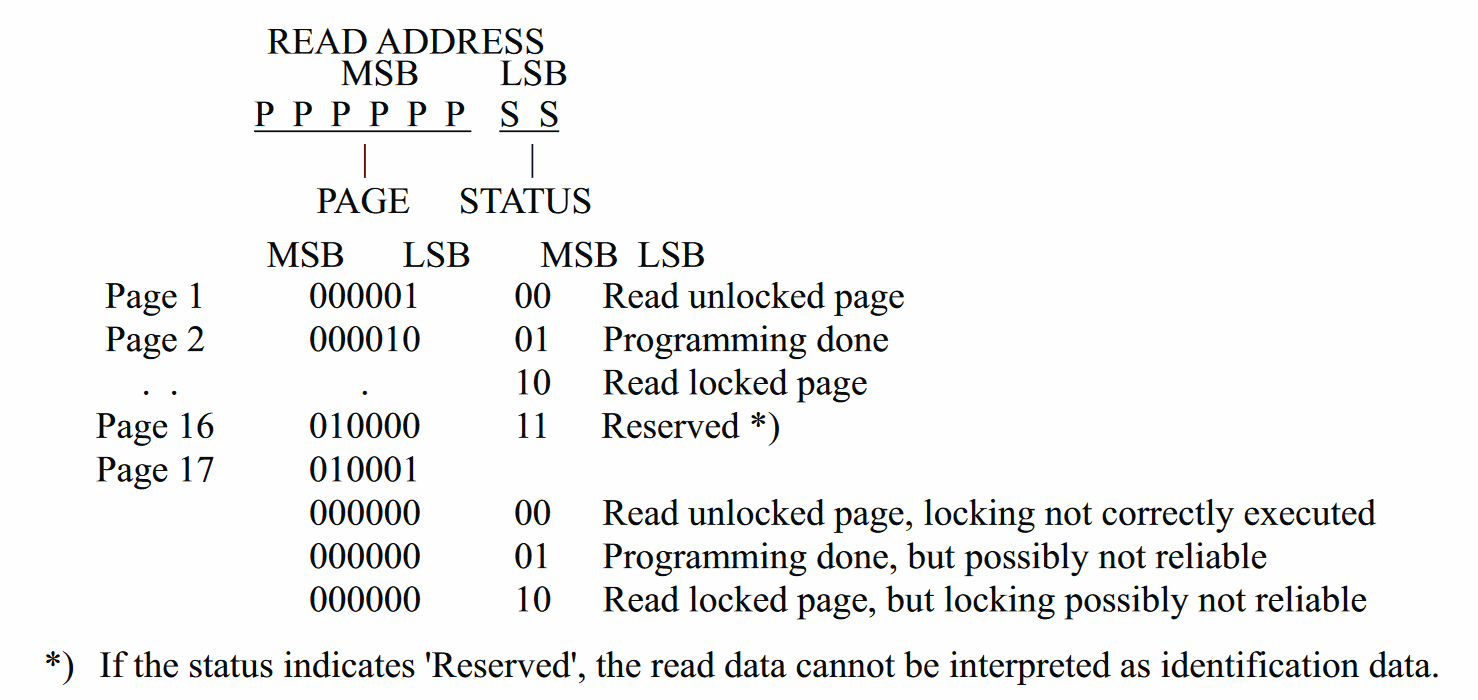 READ ADDRESS
MSB LSB
P P P P P P S S
PAGE STATUS
MSB LSB MSB LSB
Page 1 000001 00 Read unlocked page
Page 2 000010 01 Programming done
. . . 10 Read locked page
Page 16 010000 11 Reserved *)
Page 17 010001
000000 00 Read unlocked page, locking not correctly executed
000000 01 Programming done, but possibly not reliable
000000 10 Read locked page, but locking possibly not reliable
*) If the status indicates 'Reserved', the read data cannot be interpreted as identification data.